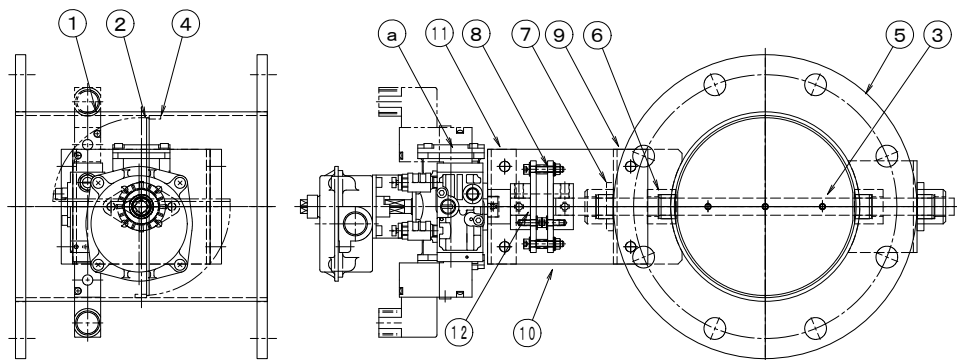 ① ② ④ ⓐ ⑪ ⑧ ⑦ ⑨ ⑥ ⑤ ③
⑫ ⑩